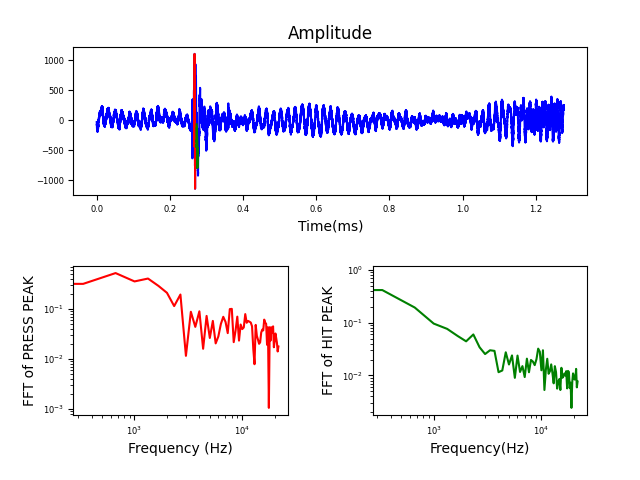 Amplitude
1000
500
0
−500
−1000
0.0 0.2 0.4 0.6 0.8 1.0 1.2
Time(ms)
FFT of PRESS PEAK
10⁻¹
10⁻²
10⁻³
10³ 10⁴
Frequency (Hz)
FFT of HIT PEAK
10⁰
10⁻¹
10⁻²
10³ 10⁴
Frequency(Hz)